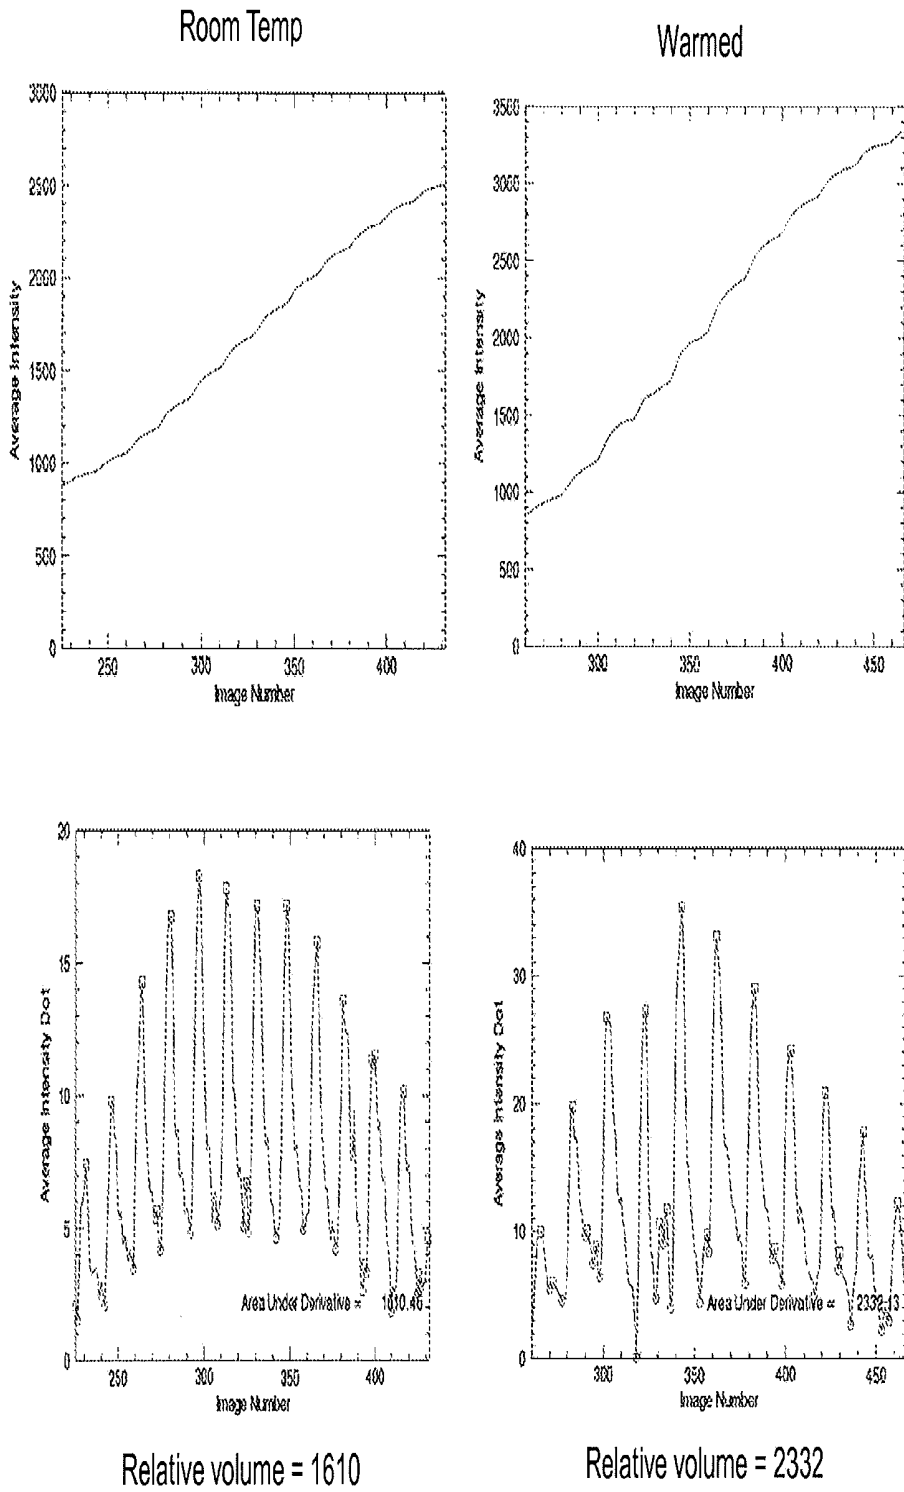 Room Temp
Warmed
3000
2500
2000
1500
1000
500
0
Average Intensity
250 300 350 400
Image Number
3500
3000
2500
2000
1500
1000
500
0
Average Intensity
300 350 400 450
Image Number
20
15
10
5
0
Average Intensity Dot
Area Under Derivative =
250 300 350 400
Image Number
40
30
20
10
0
Average Intensity Dot
Area Under Derivative = 2332.13
300 350 400 450
Image Number
Relative volume = 1610
Relative volume = 2332